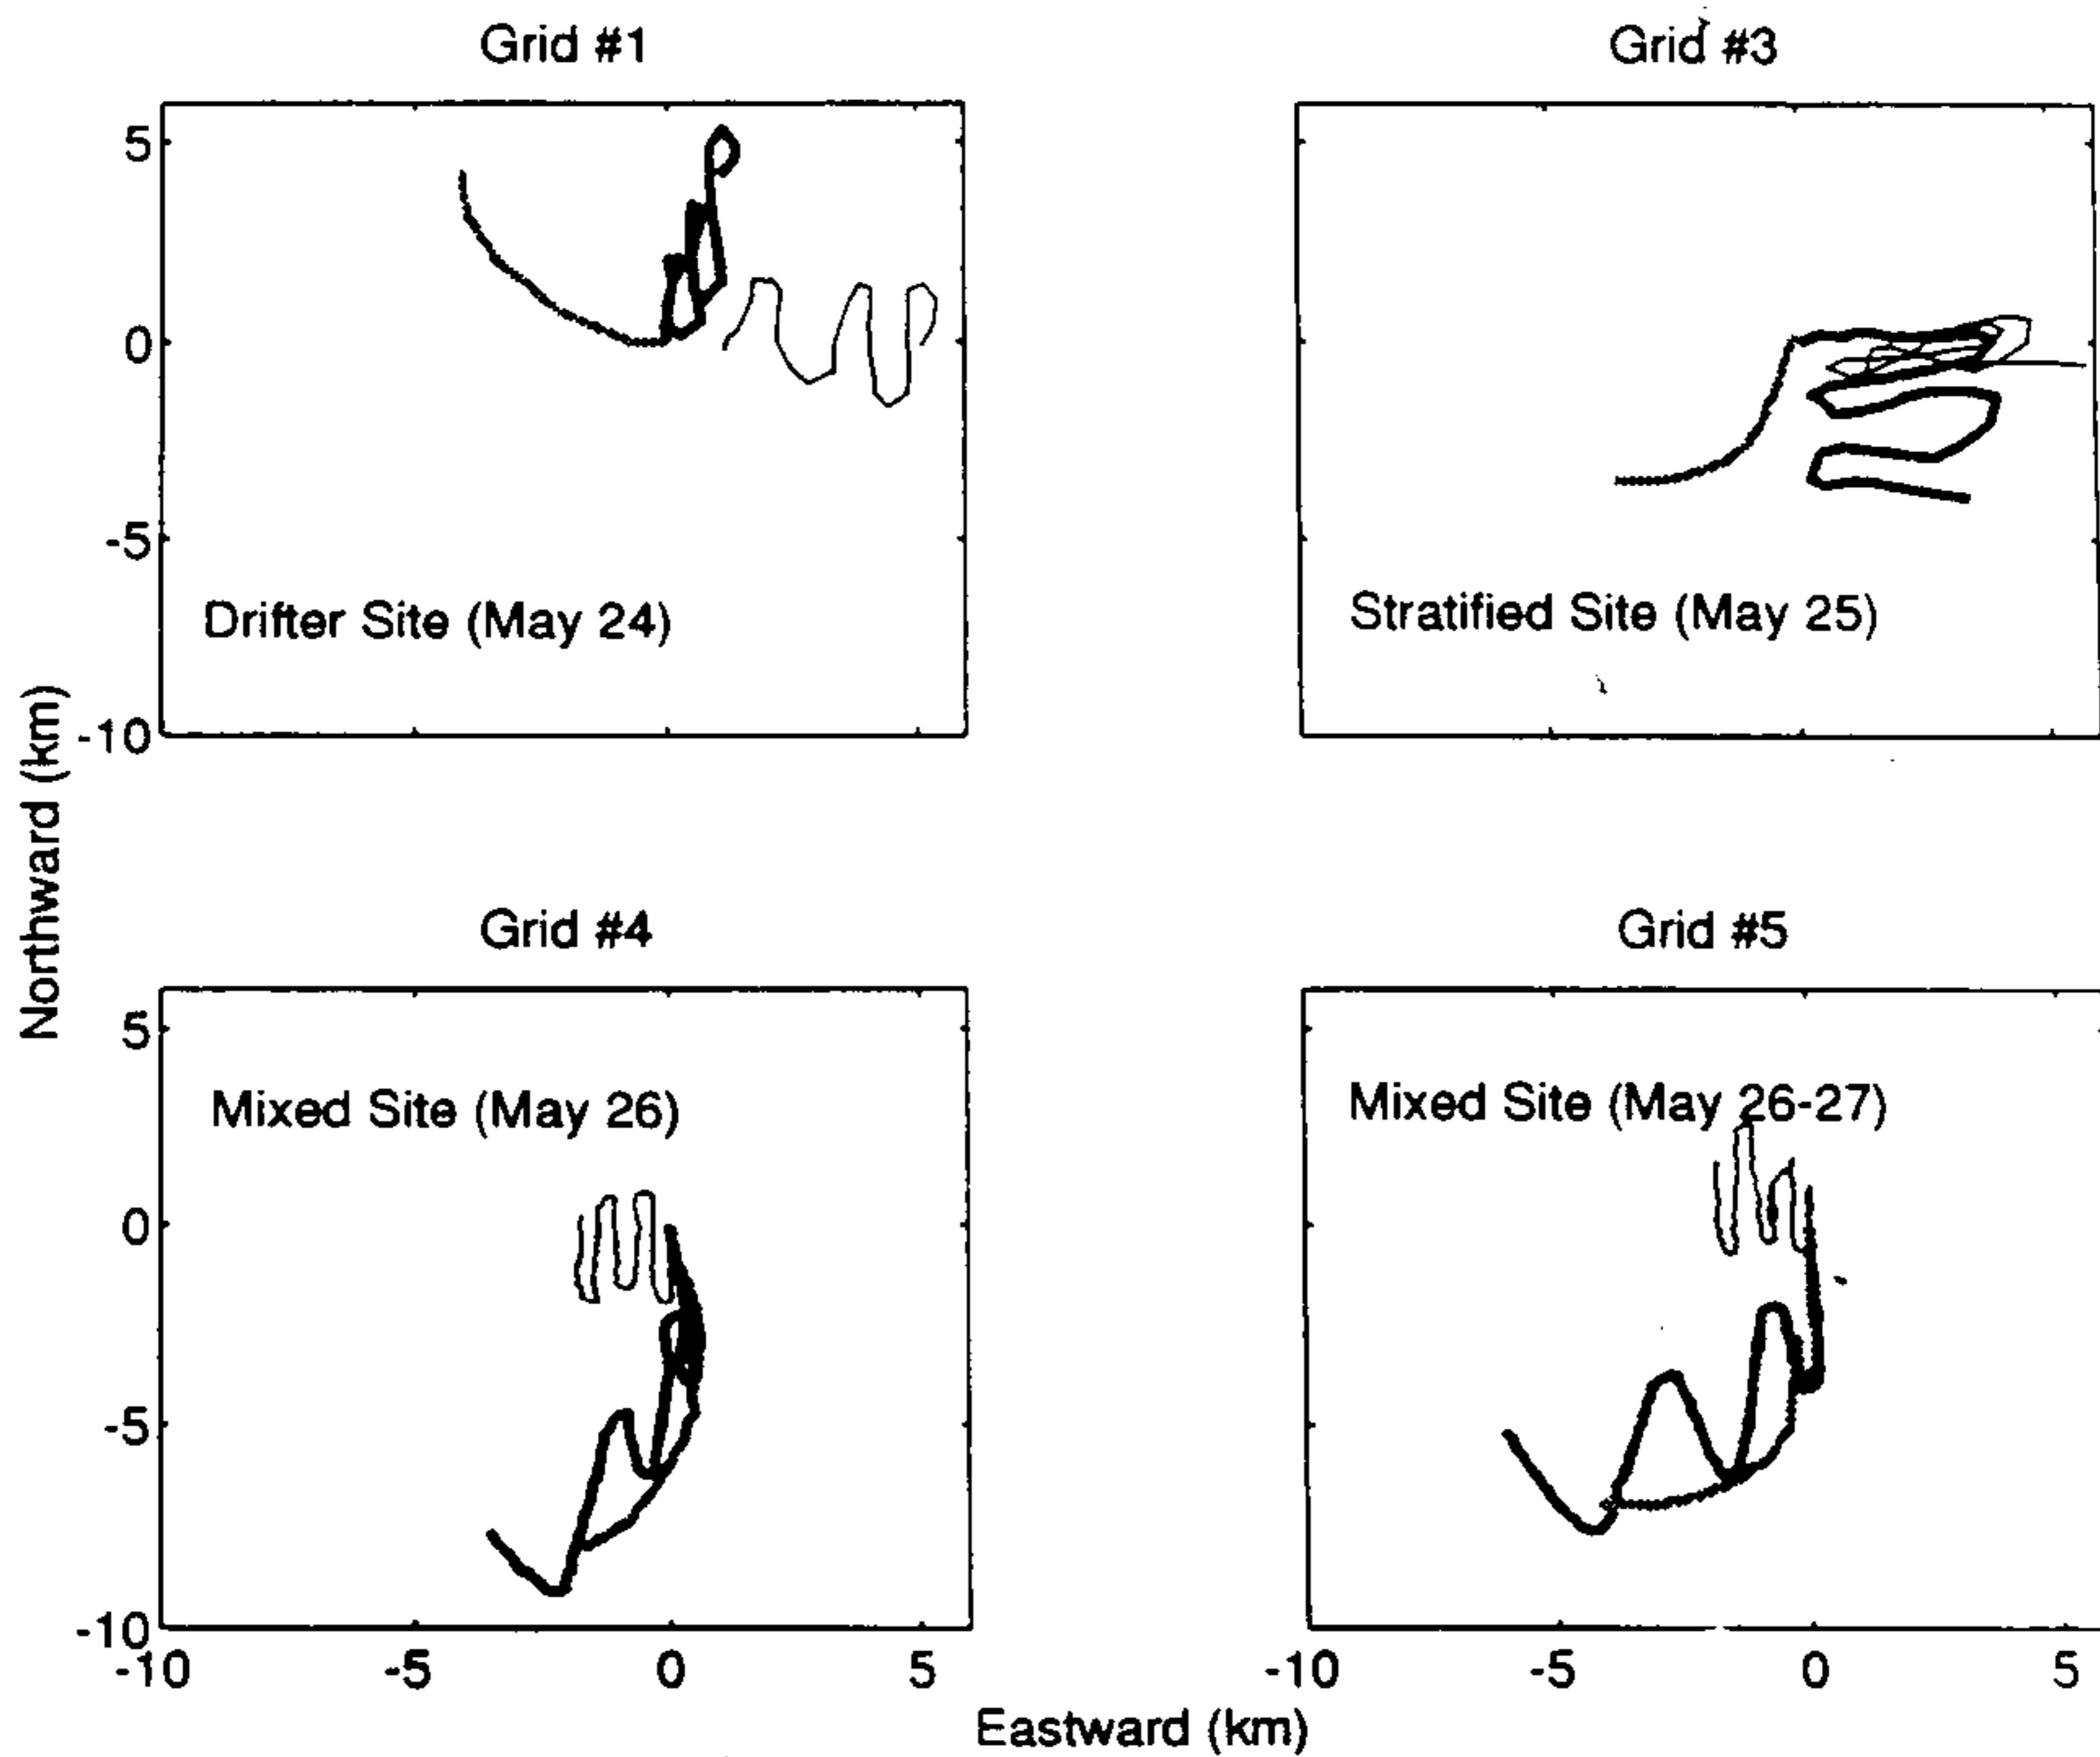 Grid #1
Grid #3
5
0
-5
-10
Drifter Site (May 24)
Stratified Site (May 25)
Northward (km)
Grid #4
Grid #5
5
0
-5
-10
Mixed Site (May 26)
Mixed Site (May 26-27)
-10 -5 0 5
-10 -5 0 5
Eastward (km)